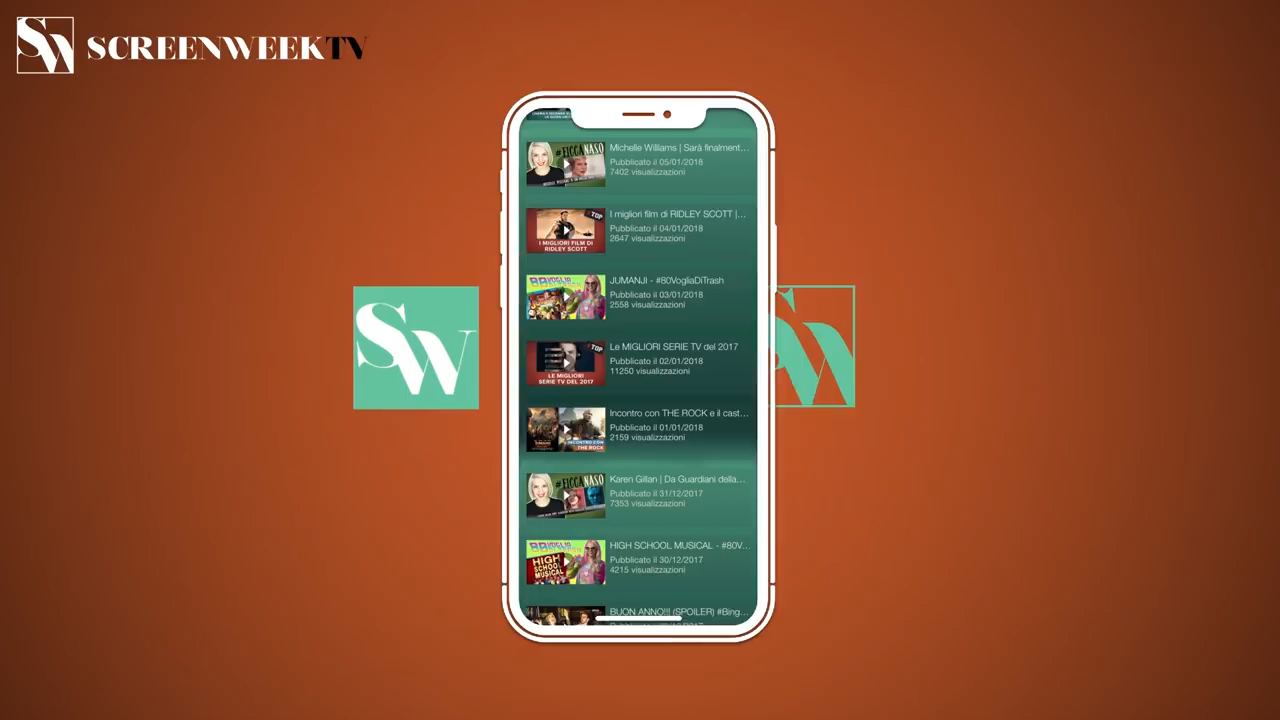 SW SCREENWEEKTV
#FICCANASO
Michelle Williams | Sarà finalment...
Pubblicato il 05/01/2018
7402 visualizzazioni
TOP
I MIGLIORI FILM DI
RIDLEY SCOTT
I migliori film di RIDLEY SCOTT |...
Pubblicato il 04/01/2018
2647 visualizzazioni
JUMANJI - #80VogliaDiTrash
Pubblicato il 03/01/2018
2558 visualizzazioni
TOP
LE MIGLIORI
SERIE TV DEL 2017
Le MIGLIORI SERIE TV del 2017
Pubblicato il 02/01/2018
11250 visualizzazioni
INCONTRO CON
THE ROCK
Incontro con THE ROCK e il cast...
Pubblicato il 01/01/2018
2159 visualizzazioni
#FICCANASO
Karen Gillan | Da Guardiani della...
Pubblicato il 31/12/2017
7353 visualizzazioni
HIGH
SCHOOL
MUSICAL
HIGH SCHOOL MUSICAL - #80V...
Pubblicato il 30/12/2017
4215 visualizzazioni
BUON ANNO!!! (SPOILER) #Bing...
SW
SW